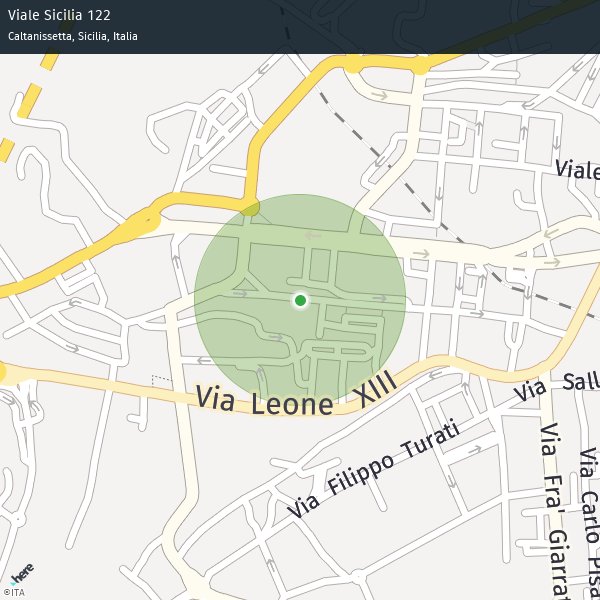 Viale Sicilia 122
Caltanissetta, Sicilia, Italia
Viale
Via Leone XIII
Via Sall
Via Filippo Turati
Via Fra' Giarrat
Via Carlo Pisa
here
©ITA